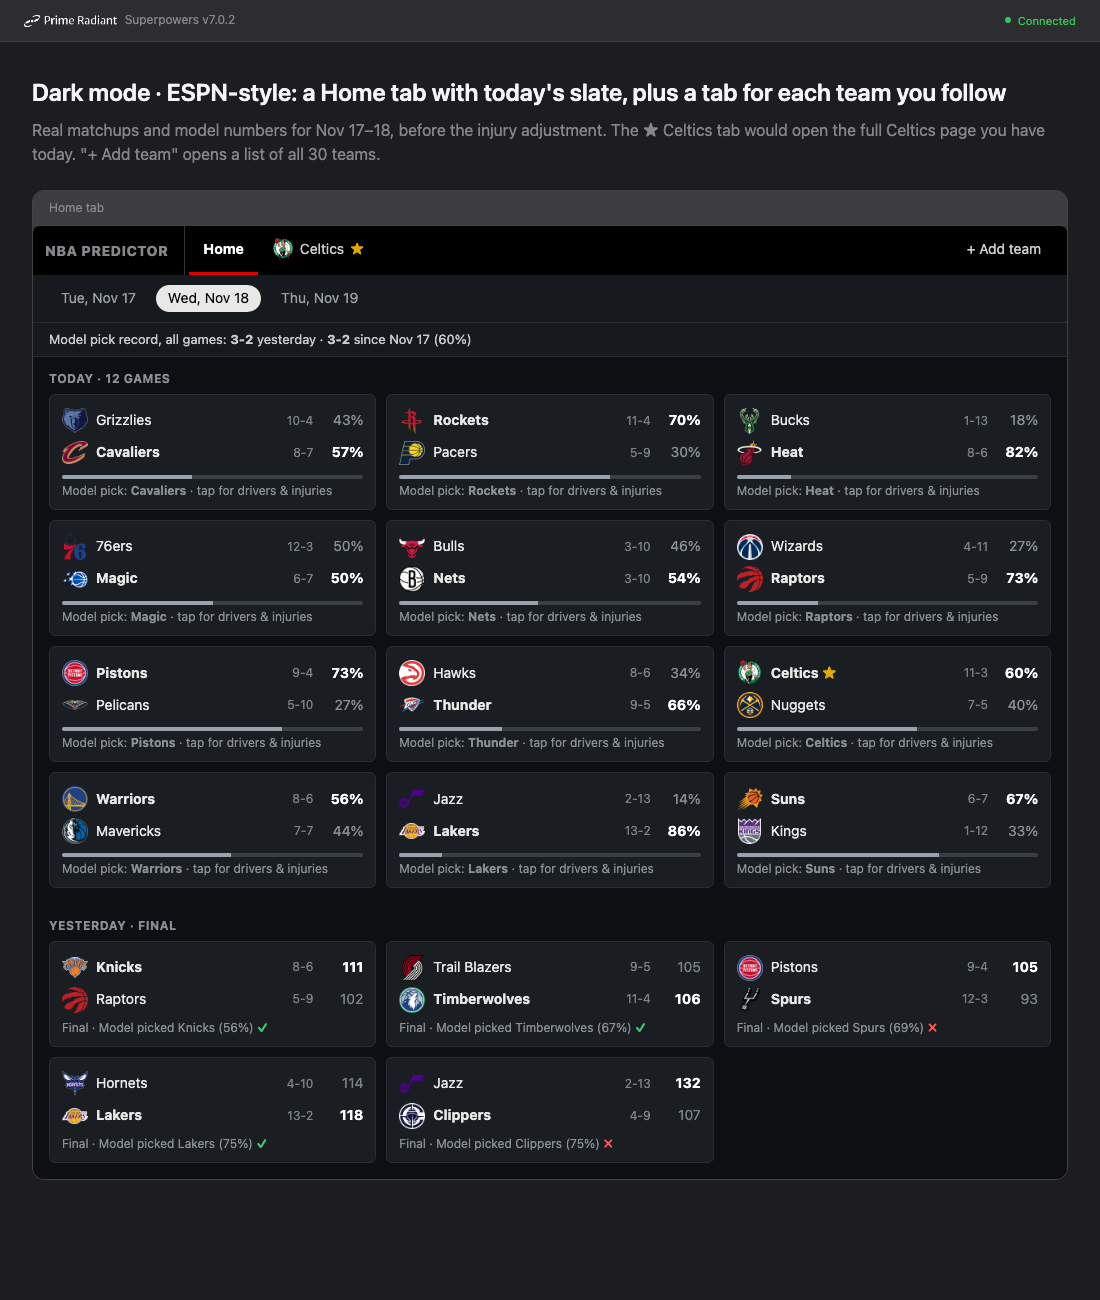 Prime Radiant Superpowers v7.0.2
Connected
Dark mode · ESPN-style: a Home tab with today's slate, plus a tab for each team you follow
Real matchups and model numbers for Nov 17–18, before the injury adjustment. The ★ Celtics tab would open the full Celtics page you have
today. "+ Add team" opens a list of all 30 teams.
Home tab
NBA PREDICTOR Home Celtics ★ + Add team
Tue, Nov 17 Wed, Nov 18 Thu, Nov 19
Model pick record, all games: 3-2 yesterday · 3-2 since Nov 17 (60%)
TODAY · 12 GAMES
Grizzlies 10-4 43%
Cavaliers 8-7 57%
Model pick: Cavaliers · tap for drivers & injuries
Rockets 11-4 70%
Pacers 5-9 30%
Model pick: Rockets · tap for drivers & injuries
Bucks 1-13 18%
Heat 8-6 82%
Model pick: Heat · tap for drivers & injuries
76ers 12-3 50%
Magic 6-7 50%
Model pick: Magic · tap for drivers & injuries
Bulls 3-10 46%
Nets 3-10 54%
Model pick: Nets · tap for drivers & injuries
Wizards 4-11 27%
Raptors 5-9 73%
Model pick: Raptors · tap for drivers & injuries
Pistons 9-4 73%
Pelicans 5-10 27%
Model pick: Pistons · tap for drivers & injuries
Hawks 8-6 34%
Thunder 9-5 66%
Model pick: Thunder · tap for drivers & injuries
Celtics ★ 11-3 60%
Nuggets 7-5 40%
Model pick: Celtics · tap for drivers & injuries
Warriors 8-6 56%
Mavericks 7-7 44%
Model pick: Warriors · tap for drivers & injuries
Jazz 2-13 14%
Lakers 13-2 86%
Model pick: Lakers · tap for drivers & injuries
Suns 6-7 67%
Kings 1-12 33%
Model pick: Suns · tap for drivers & injuries
YESTERDAY · FINAL
Knicks 8-6 111
Raptors 5-9 102
Final · Model picked Knicks (56%) ✓
Trail Blazers 9-5 105
Timberwolves 11-4 106
Final · Model picked Timberwolves (67%) ✓
Pistons 9-4 105
Spurs 12-3 93
Final · Model picked Spurs (69%) ✕
Hornets 4-10 114
Lakers 13-2 118
Final · Model picked Lakers (75%) ✓
Jazz 2-13 132
Clippers 4-9 107
Final · Model picked Clippers (75%) ✕